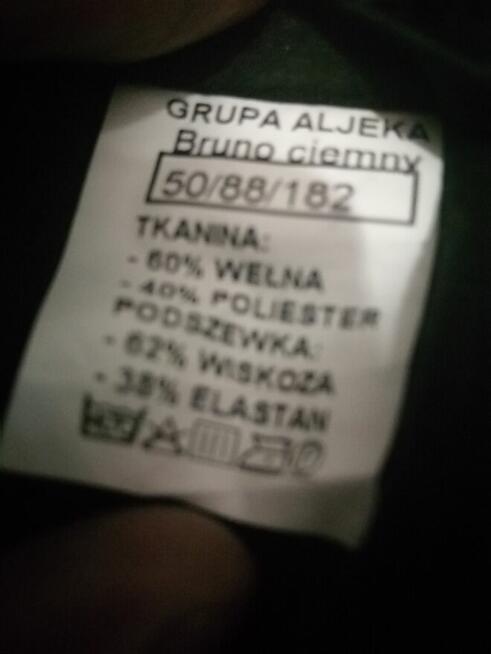 GRUPA ALJEKA
Bruno ciemny
50/88/182
TKANINA:
- 60% WEŁNA
- 40% POLIESTER
PODSZEWKA:
- 62% WISKOZA
- 38% ELASTAN